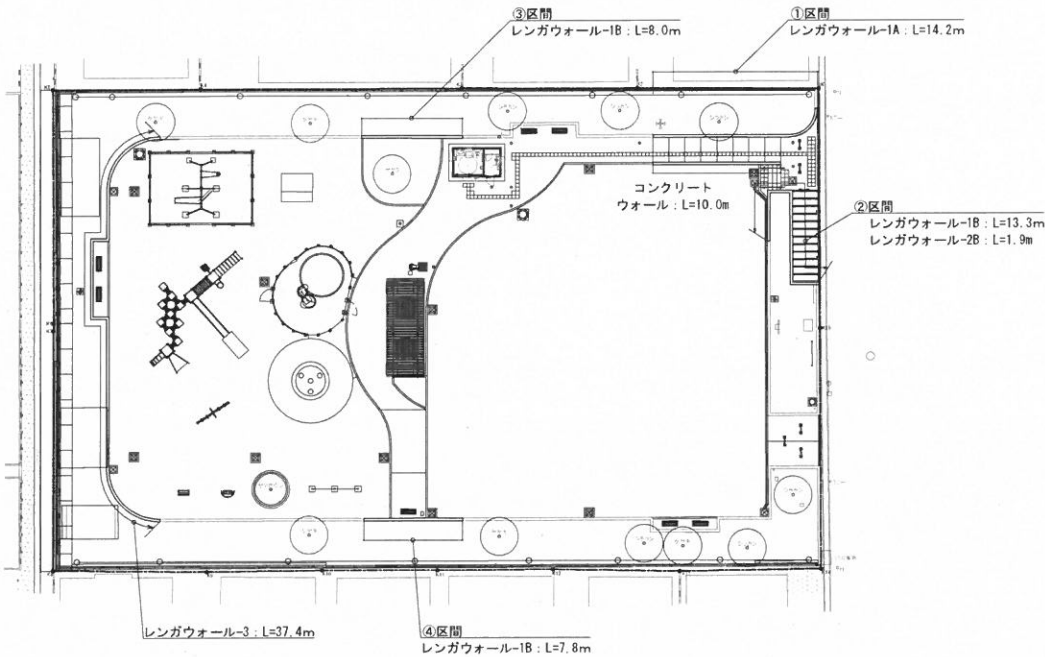 ③区間
レンガウォール-1B：L=8.0m
①区間
レンガウォール-1A：L=14.2m
コンクリート
ウォール：L=10.0m
②区間
レンガウォール-1B：L=13.3m
レンガウォール-2B：L=1.9m
レンガウォール-3：L=37.4m
④区間
レンガウォール-1B：L=7.8m